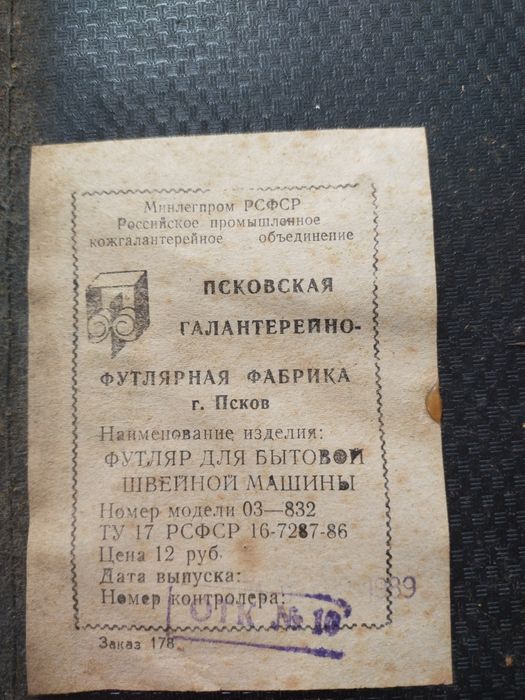 Минлегпром РСФСР
Российское промышленное
кожгалантерейное объединение
ПСКОВСКАЯ
ГАЛАНТЕРЕЙНО-
ФУТЛЯРНАЯ ФАБРИКА
г. Псков
Наименование изделия:
ФУТЛЯР ДЛЯ БЫТОВОЙ
ШВЕЙНОЙ МАШИНЫ
Номер модели 03—832
ТУ 17 РСФСР 16-7287-86
Цена 12 руб.
Дата выпуска: 1989
Номер контролера:
ОТК № 10
Заказ 178